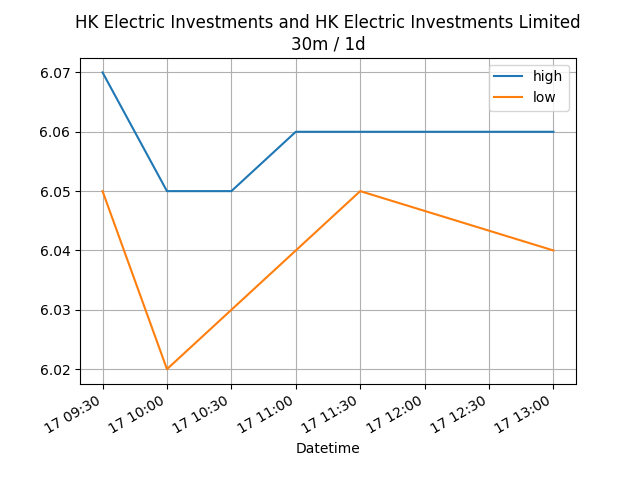 HK Electric Investments and HK Electric Investments Limited
30m / 1d
high
low
6.07
6.06
6.05
6.04
6.03
6.02
17 09:30
17 10:00
17 10:30
17 11:00
17 11:30
17 12:00
17 12:30
17 13:00
Datetime